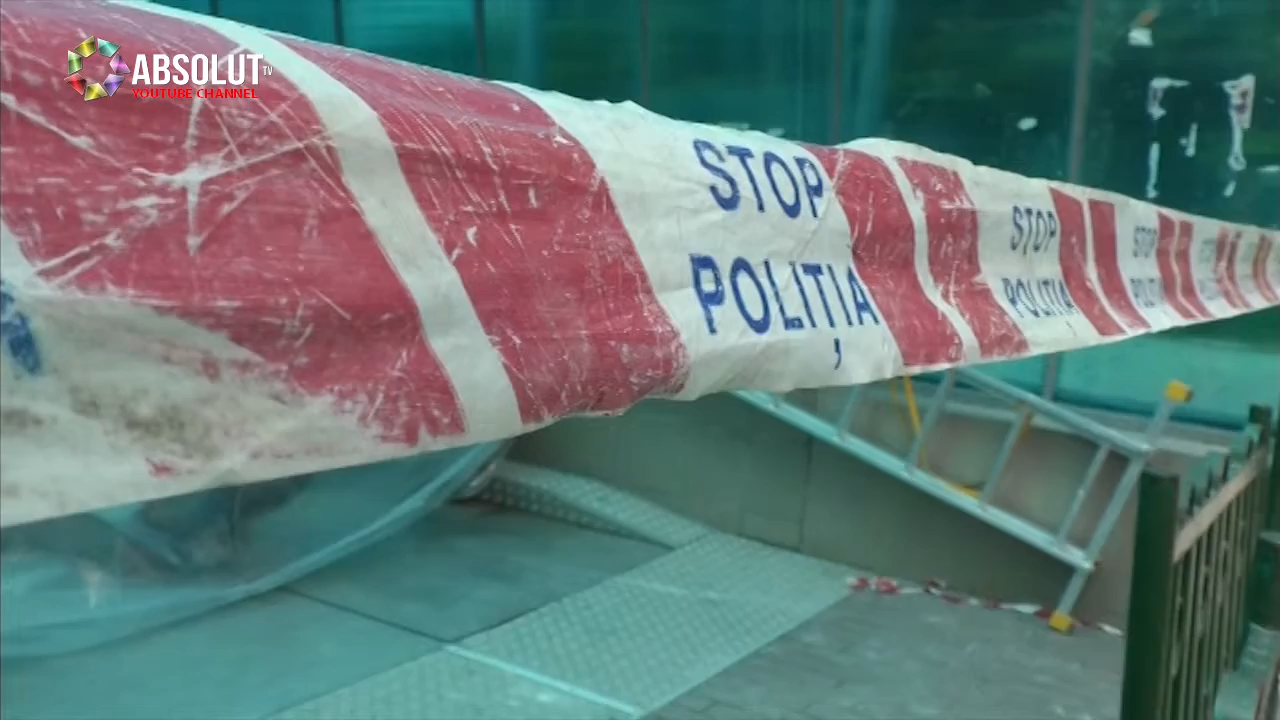 ABSOLUT TV
YOUTUBE CHANNEL
STOP
POLIȚIA
STOP
POLIȚIA
STOP
POLIȚIA